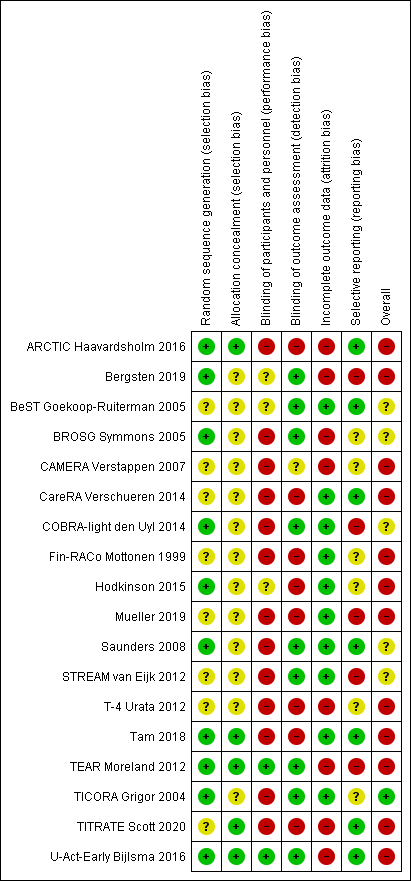 Random sequence generation (selection bias)
Allocation concealment (selection bias)
Blinding of participants and personnel (performance bias)
Blinding of outcome assessment (detection bias)
Incomplete outcome data (attrition bias)
Selective reporting (reporting bias)
Overall
ARCTIC Haavardsholm 2016 + + - - - + -
Bergsten 2019 + ? ? + - - -
BeST Goekoop-Ruiterman 2005 ? ? ? + + + ?
BROSG Symmons 2005 + ? - + - ? ?
CAMERA Verstappen 2007 ? ? - ? - ? -
CareRA Verschueren 2014 ? ? - - + + -
COBRA-light den Uyl 2014 + ? - + + - ?
Fin-RACo Mottonen 1999 ? ? - - + ? -
Hodkinson 2015 + ? ? - + ? -
Mueller 2019 ? ? - - + - -
Saunders 2008 + ? - + + + ?
STREAM van Eijk 2012 ? ? - + + - ?
T-4 Urata 2012 ? ? - - - ? -
Tam 2018 + + - - + + -
TEAR Moreland 2012 + + + + - - -
TICORA Grigor 2004 + ? - + + ? +
TITRATE Scott 2020 ? + - - - + -
U-Act-Early Bijlsma 2016 + + + + - + -